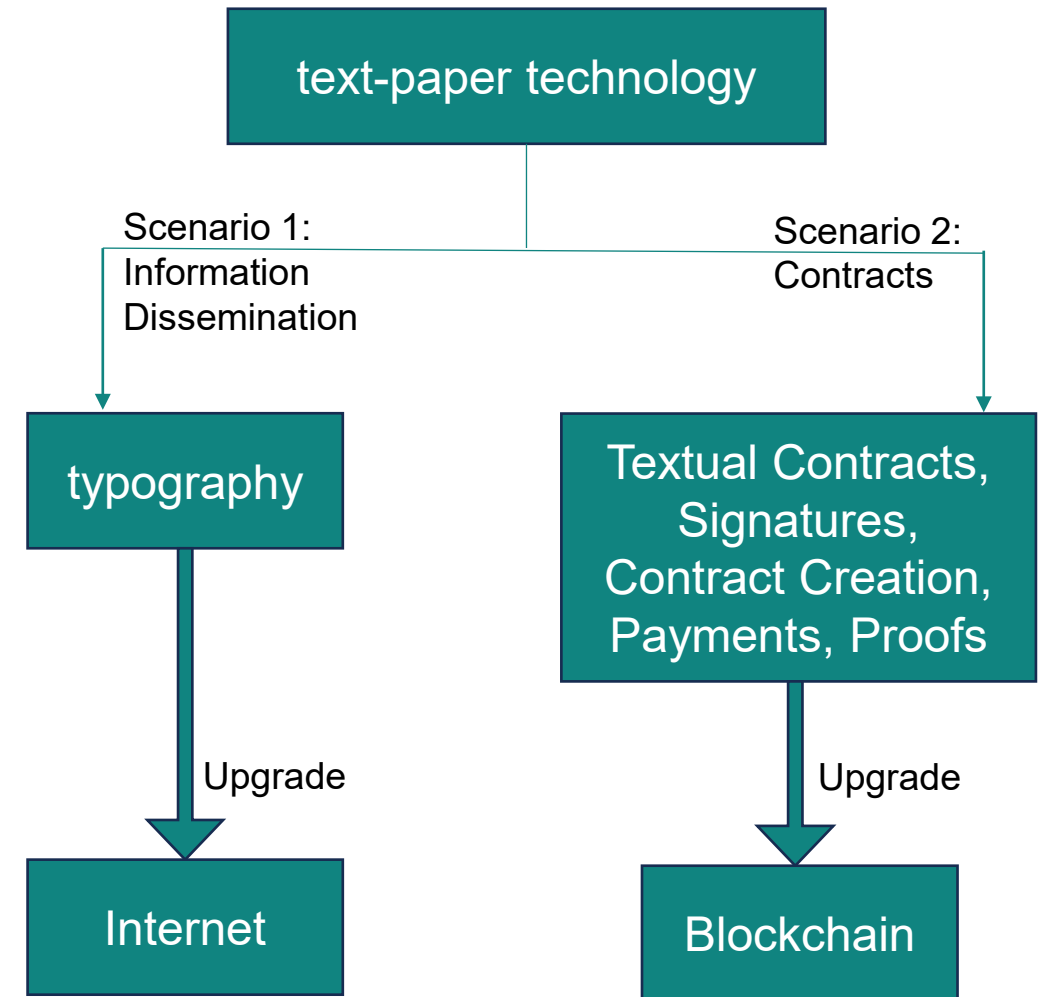 text-paper technology
Scenario 1:
Information
Dissemination
Scenario 2:
Contracts
typography
Textual Contracts,
Signatures,
Contract Creation,
Payments, Proofs
Upgrade
Upgrade
Internet
Blockchain